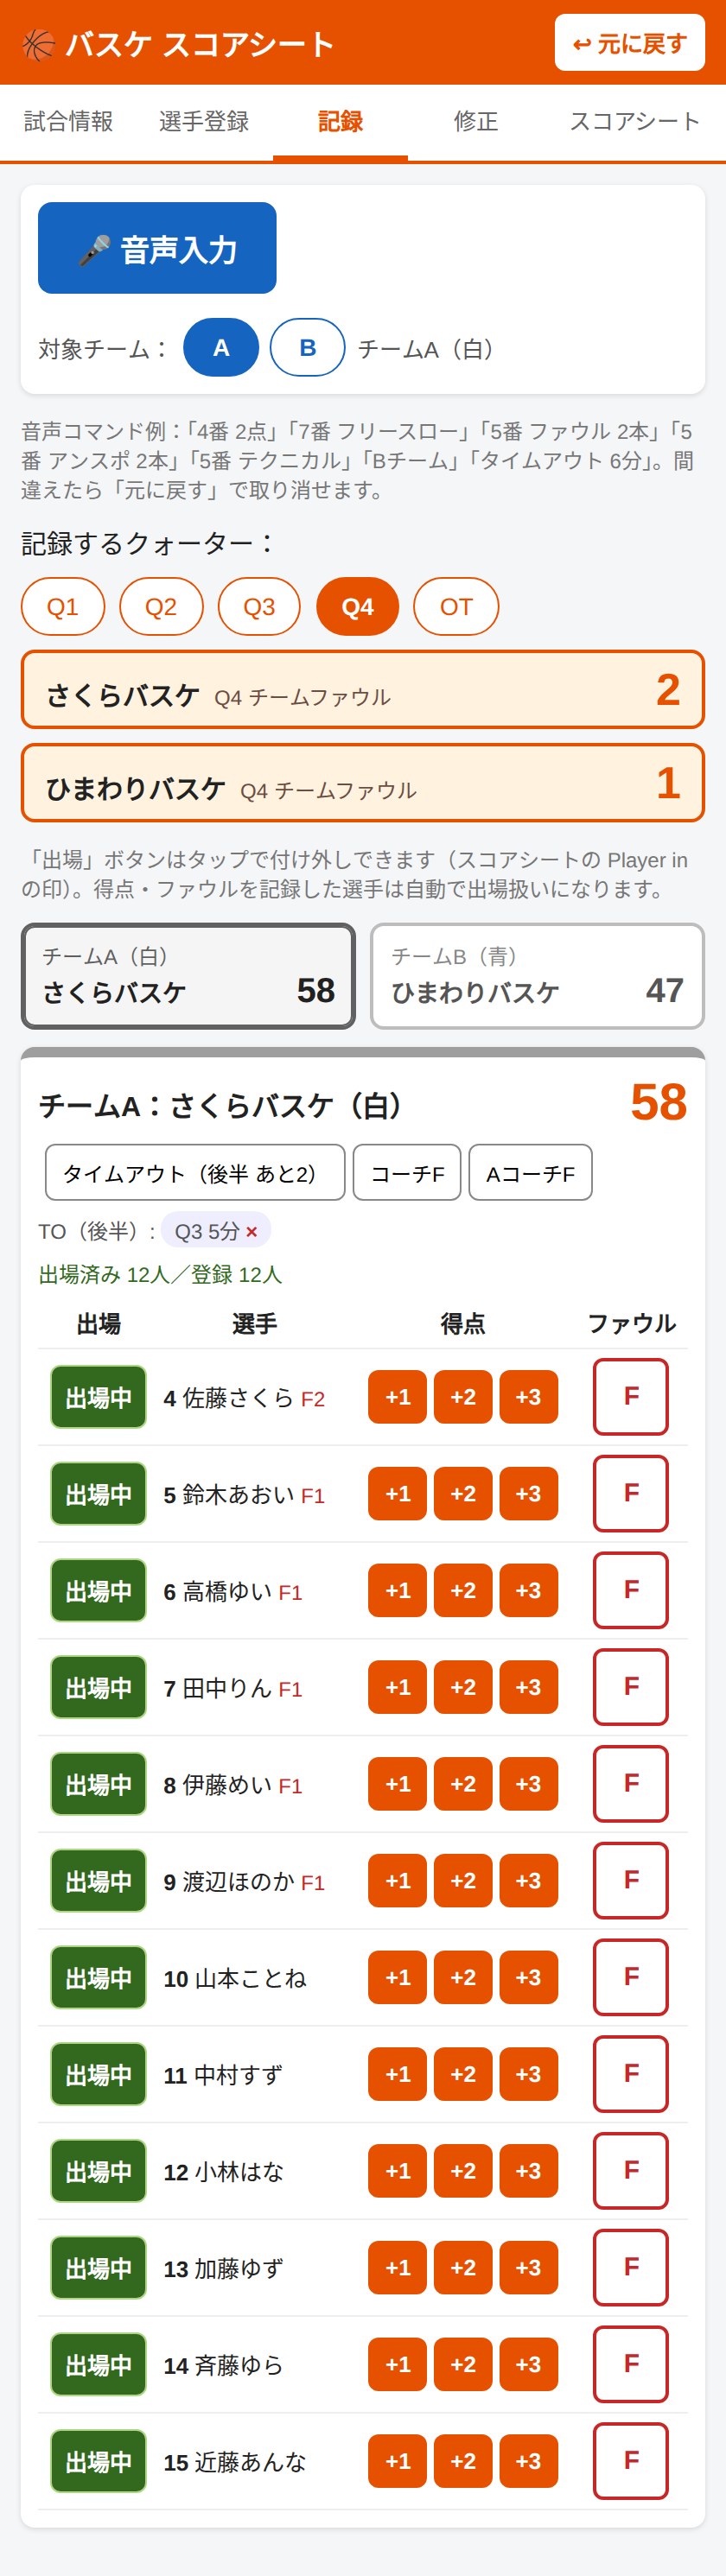 🏀 バスケ スコアシート
↩ 元に戻す
試合情報 選手登録 記録 修正 スコアシート
🎤 音声入力
対象チーム： A B チームA（白）
音声コマンド例：「4番 2点」「7番 フリースロー」「5番 ファウル 2本」「5
番 アンスポ 2本」「5番 テクニカル」「Bチーム」「タイムアウト 6分」。間
違えたら「元に戻す」で取り消せます。
記録するクォーター：
Q1 Q2 Q3 Q4 OT
さくらバスケ Q4 チームファウル 2
ひまわりバスケ Q4 チームファウル 1
「出場」ボタンはタップで付け外しできます（スコアシートの Player in
の印）。得点・ファウルを記録した選手は自動で出場扱いになります。
チームA（白）
さくらバスケ 58
チームB（青）
ひまわりバスケ 47
チームA：さくらバスケ（白） 58
タイムアウト（後半 あと2） コーチF AコーチF
TO（後半）: Q3 5分 ×
出場済み 12人／登録 12人
出場 選手 得点 ファウル
出場中 4 佐藤さくら F2 +1 +2 +3 F
出場中 5 鈴木あおい F1 +1 +2 +3 F
出場中 6 高橋ゆい F1 +1 +2 +3 F
出場中 7 田中りん F1 +1 +2 +3 F
出場中 8 伊藤めい F1 +1 +2 +3 F
出場中 9 渡辺ほのか F1 +1 +2 +3 F
出場中 10 山本ことね +1 +2 +3 F
出場中 11 中村すず +1 +2 +3 F
出場中 12 小林はな +1 +2 +3 F
出場中 13 加藤ゆず +1 +2 +3 F
出場中 14 斉藤ゆら +1 +2 +3 F
出場中 15 近藤あんな +1 +2 +3 F